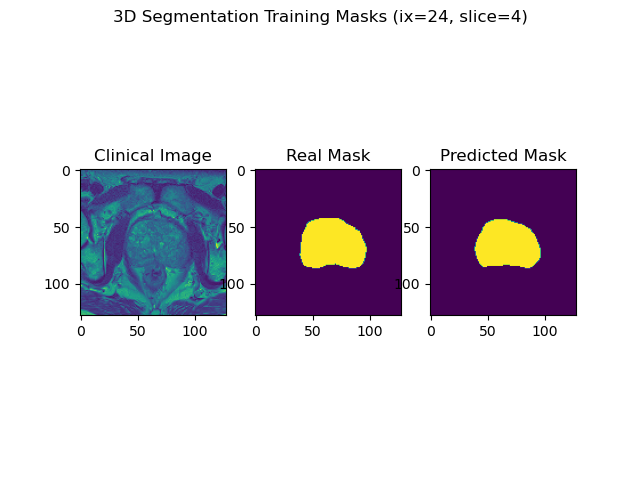 3D Segmentation Training Masks (ix=24, slice=4)
Clinical Image Real Mask Predicted Mask
0 0 0
50 50 50
100 100 100
0 50 100 0 50 100 0 50 100